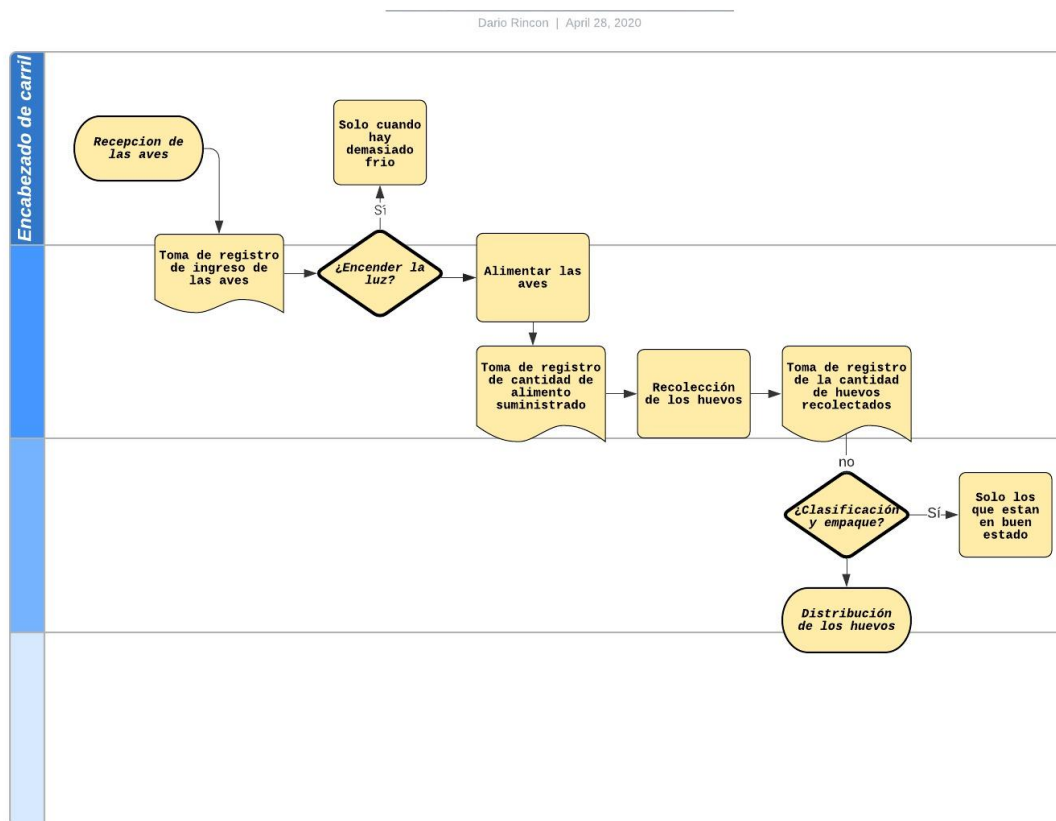 Dario Rincon | April 28, 2020
Encabezado de carril
Recepcion de
las aves
Solo cuando
hay
demasiado
frio
Sí
Toma de registro
de ingreso de
las aves
¿Encender la
luz?
Alimentar las
aves
Toma de registro
de cantidad de
alimento
suministrado
Recolección
de los huevos
Toma de registro
de la cantidad
de huevos
recolectados
no
¿Clasificación
y empaque?
Sí
Solo los
que estan
en buen
estado
Distribución
de los huevos